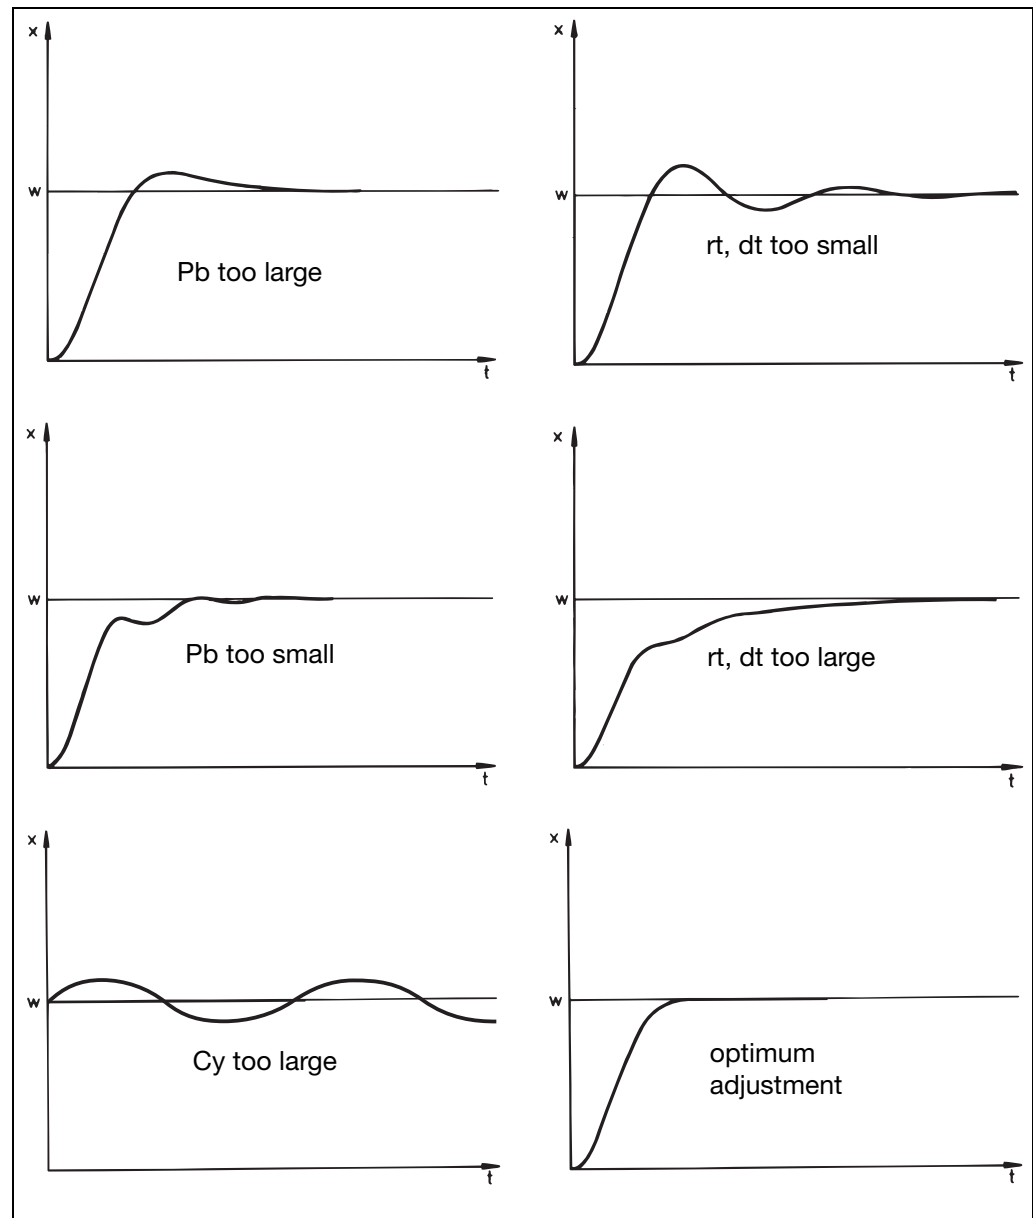 x
w
Pb too large
t
x
w
rt, dt too small
t
x
w
Pb too small
t
x
w
rt, dt too large
t
x
w
Cy too large
t
x
w
optimum
adjustment
t